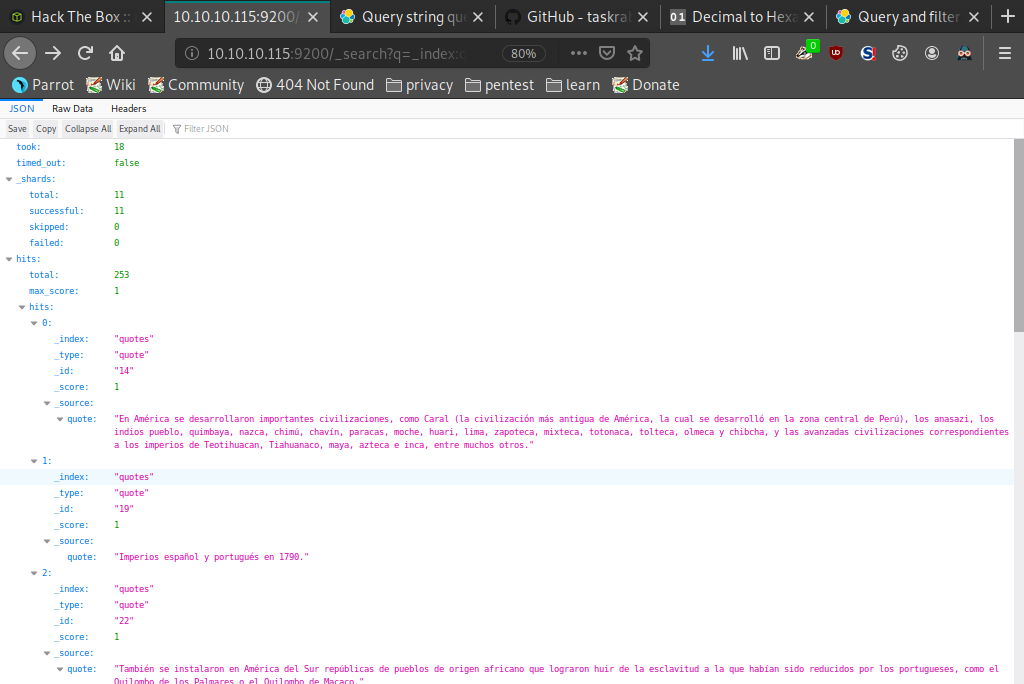 Hack The Box ::
10.10.10.115:9200/
Query string qu
GitHub - taskra
01 Decimal to Hexa
Query and filter
10.10.10.115:9200/_search?q=_index:
80%
0
Parrot
Wiki
Community
404 Not Found
privacy
pentest
learn
Donate
JSON Raw Data Headers
Save Copy Collapse All Expand All Filter JSON
took: 18
timed_out: false
_shards:
total: 11
successful: 11
skipped: 0
failed: 0
hits:
total: 253
max_score: 1
hits:
0:
_index: "quotes"
_type: "quote"
_id: "14"
_score: 1
_source:
quote: "En América se desarrollaron importantes civilizaciones, como Caral (la civilización más antigua de América, la cual se desarrolló en la zona central de Perú), los anasazi, los
indios pueblo, quimbaya, nazca, chimú, chavín, paracas, moche, huari, lima, zapoteca, mixteca, totonaca, tolteca, olmeca y chibcha, y las avanzadas civilizaciones correspondientes
a los imperios de Teotihuacan, Tiahuanaco, maya, azteca e inca, entre muchos otros."
1:
_index: "quotes"
_type: "quote"
_id: "19"
_score: 1
_source:
quote: "Imperios español y portugués en 1790."
2:
_index: "quotes"
_type: "quote"
_id: "22"
_score: 1
_source:
quote: "También se instalaron en América del Sur repúblicas de pueblos de origen africano que lograron huir de la esclavitud a la que habían sido reducidos por los portugueses, como el
Quilombo de los Palmares o el Quilombo de Macaco."